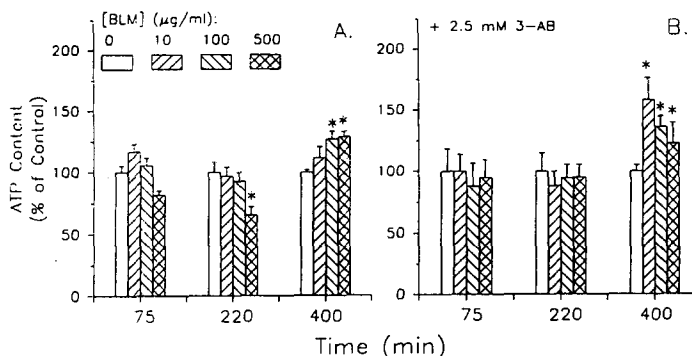 [BLM] (μg/ml):
0 10 100 500
A.
+ 2.5 mM 3-AB
B.
ATP Content
(% of Control)
200
150
100
50
0
200
150
100
50
0
* * *
* * *
75 220 400
75 220 400
Time (min)